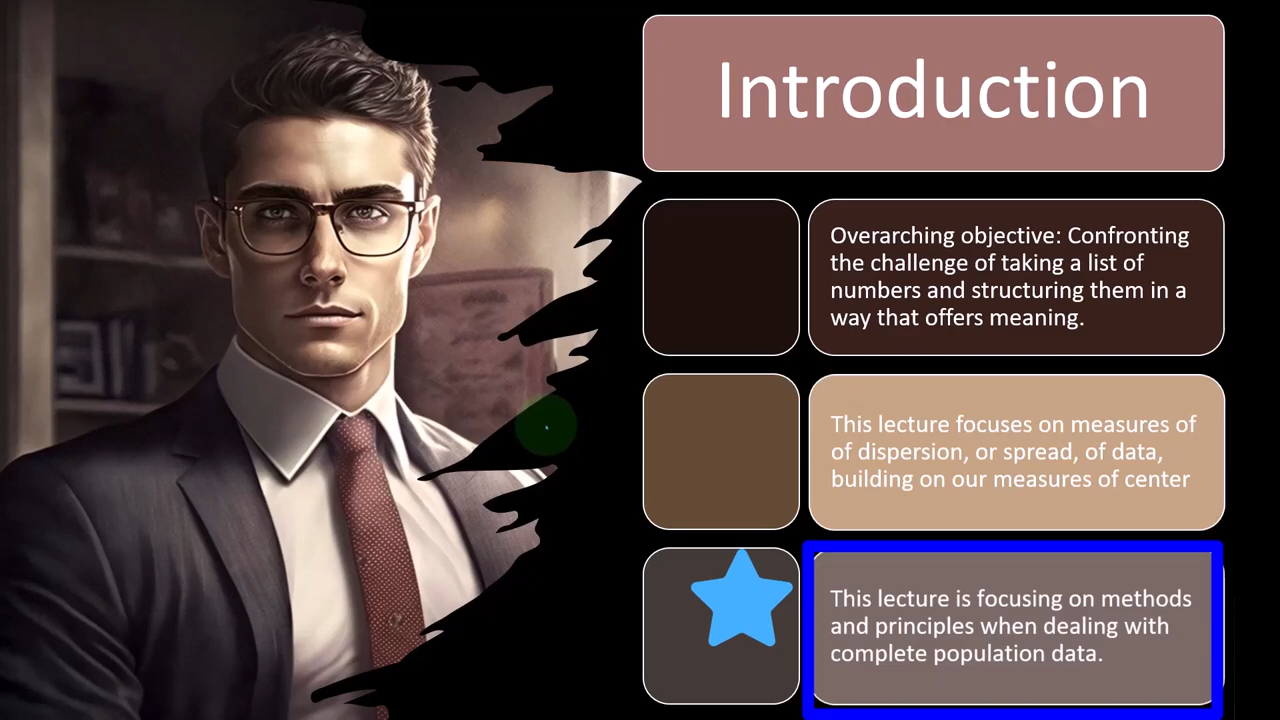 Introduction
Overarching objective: Confronting
the challenge of taking a list of
numbers and structuring them in a
way that offers meaning.
This lecture focuses on measures of
of dispersion, or spread, of data,
building on our measures of center
This lecture is focusing on methods
and principles when dealing with
complete population data.